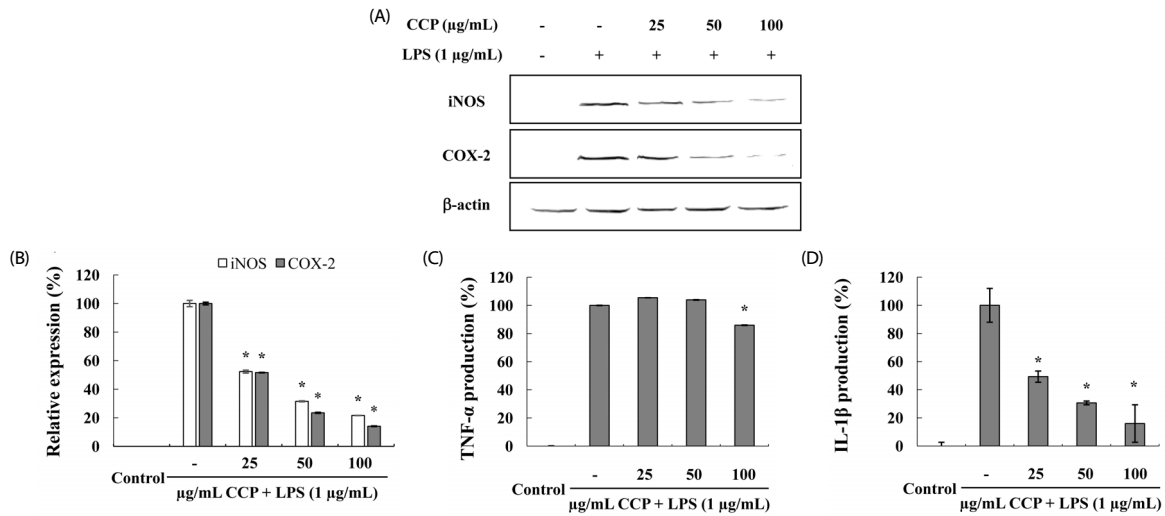 (A)
CCP (μg/mL) - - 25 50 100
LPS (1 μg/mL) - + + + +
iNOS
COX-2
β-actin
(B)
iNOS COX-2
Relative expression (%)
120
100
80
60
40
20
0
* * * * * *
Control - 25 50 100
μg/mL CCP + LPS (1 μg/mL)
(C)
TNF-α production (%)
120
100
80
60
40
20
0
*
Control - 25 50 100
μg/mL CCP + LPS (1 μg/mL)
(D)
IL-1β production (%)
120
100
80
60
40
20
0
* * *
Control - 25 50 100
μg/mL CCP + LPS (1 μg/mL)